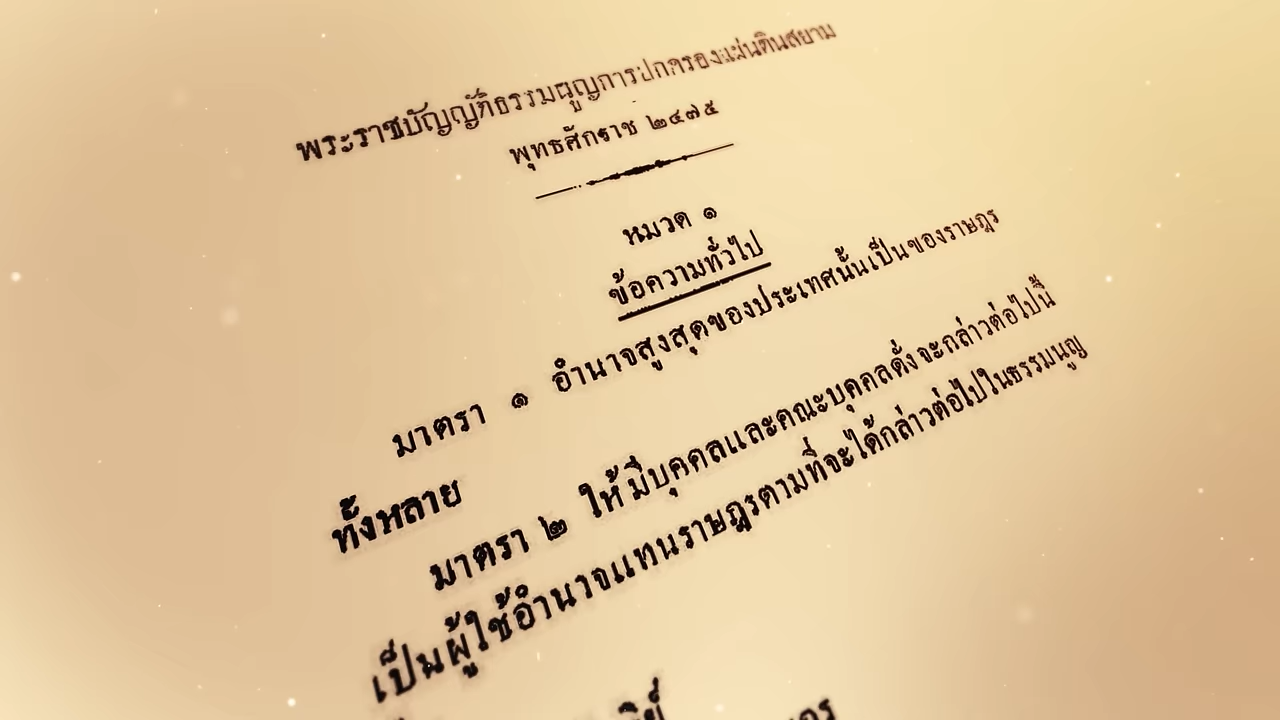 พระราชบัญญัติธรรมนูญการปกครองแผ่นดินสยาม
พุทธศักราช ๒๔๗๕
หมวด ๑
ข้อความทั่วไป
มาตรา ๑ อำนาจสูงสุดของประเทศนั้นเป็นของราษฎร
ทั้งหลาย
มาตรา ๒ ให้มีบุคคลและคณะบุคคลดั่งจะกล่าวต่อไปนี้
เป็นผู้ใช้อำนาจแทนราษฎรตามที่จะได้กล่าวต่อไปในธรรมนูญ